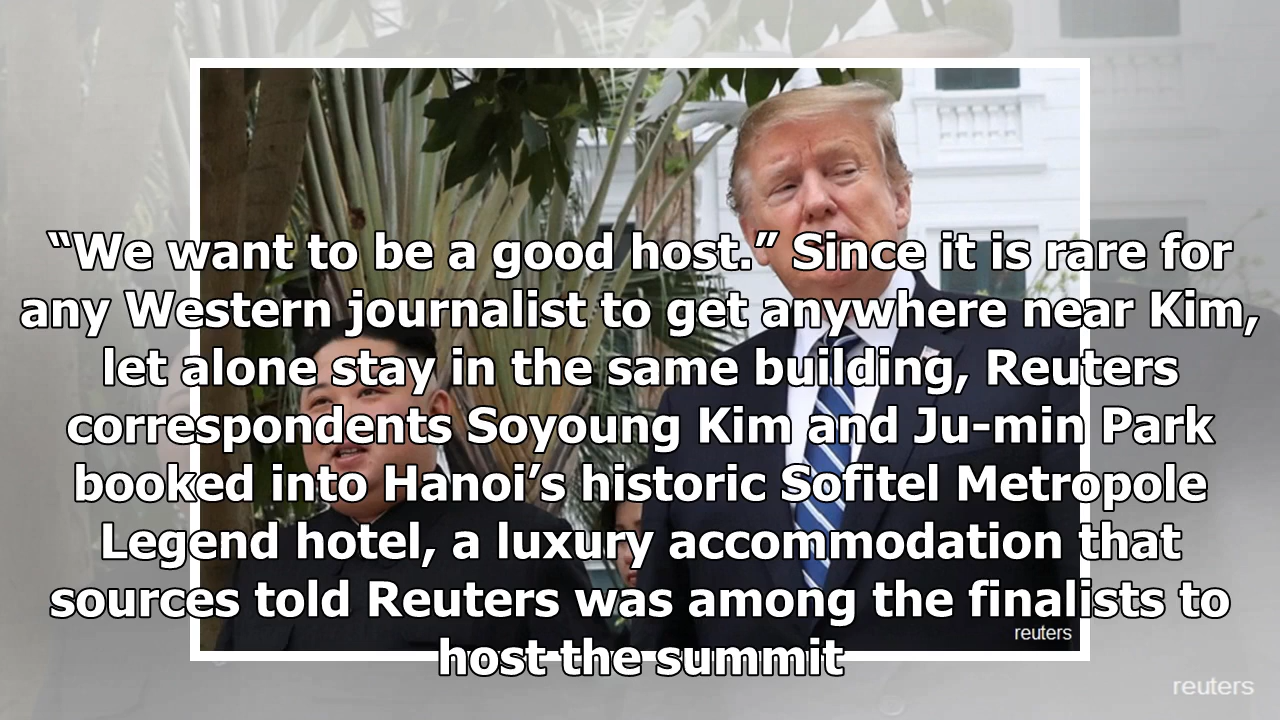 “We want to be a good host.” Since it is rare for
any Western journalist to get anywhere near Kim,
let alone stay in the same building, Reuters
correspondents Soyoung Kim and Ju-min Park
booked into Hanoi’s historic Sofitel Metropole
Legend hotel, a luxury accommodation that
sources told Reuters was among the finalists to
host the summit
reuters
reuters